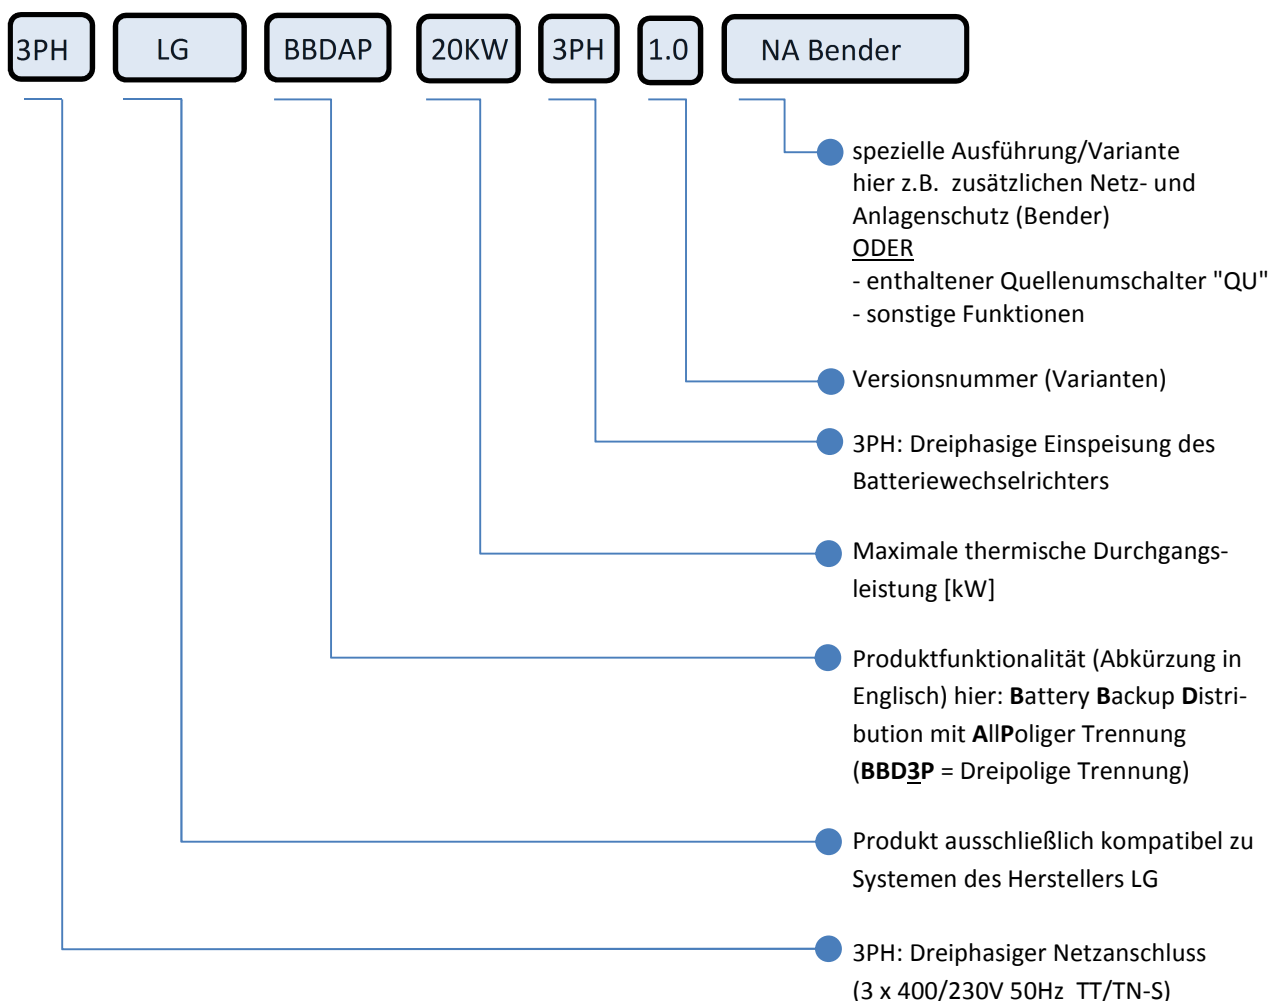 3PH LG BBDAP 20KW 3PH 1.0 NA Bender
spezielle Ausführung/Variante
hier z.B. zusätzlichen Netz- und
Anlagenschutz (Bender)
ODER
- enthaltener Quellenumschalter "QU"
- sonstige Funktionen
Versionsnummer (Varianten)
3PH: Dreiphasige Einspeisung des
Batteriewechselrichters
Maximale thermische Durchgangs-
leistung [kW]
Produktfunktionalität (Abkürzung in
Englisch) hier: Battery Backup Distri-
bution mit AllPoliger Trennung
(BBD3P = Dreipolige Trennung)
Produkt ausschließlich kompatibel zu
Systemen des Herstellers LG
3PH: Dreiphasiger Netzanschluss
(3 x 400/230V 50Hz TT/TN-S)